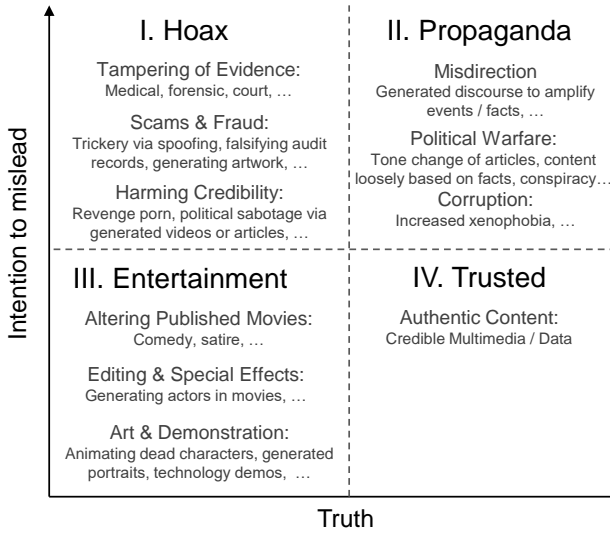 Intention to mislead
I. Hoax
Tampering of Evidence:
Medical, forensic, court, …
Scams & Fraud:
Trickery via spoofing, falsifying audit
records, generating artwork, …
Harming Credibility:
Revenge porn, political sabotage via
generated videos or articles, …
II. Propaganda
Misdirection
Generated discourse to amplify
events / facts, …
Political Warfare:
Tone change of articles, content
loosely based on facts, conspiracy…
Corruption:
Increased xenophobia, …
III. Entertainment
Altering Published Movies:
Comedy, satire, …
Editing & Special Effects:
Generating actors in movies, …
Art & Demonstration:
Animating dead characters, generated
portraits, technology demos, …
IV. Trusted
Authentic Content:
Credible Multimedia / Data
Truth